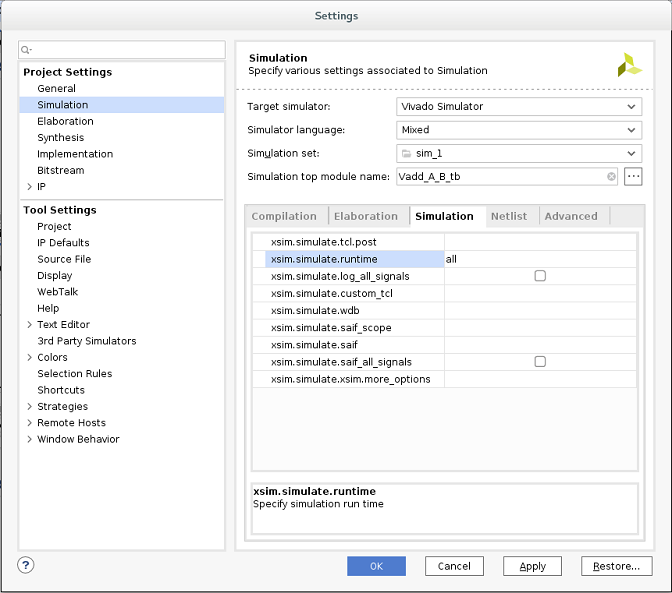 Settings
Q-
Project Settings
General
Simulation
Elaboration
Synthesis
Implementation
Bitstream
IP
Tool Settings
Project
IP Defaults
Source File
Display
WebTalk
Help
Text Editor
3rd Party Simulators
Colors
Selection Rules
Shortcuts
Strategies
Remote Hosts
Window Behavior
Simulation
Specify various settings associated to Simulation
Target simulator: Vivado Simulator
Simulator language: Mixed
Simulation set: sim_1
Simulation top module name: Vadd_A_B_tb ...
Compilation Elaboration Simulation Netlist Advanced
xsim.simulate.tcl.post
xsim.simulate.runtime all
xsim.simulate.log_all_signals
xsim.simulate.custom_tcl
xsim.simulate.wdb
xsim.simulate.saif_scope
xsim.simulate.saif
xsim.simulate.saif_all_signals
xsim.simulate.xsim.more_options
xsim.simulate.runtime
Specify simulation run time
? OK Cancel Apply Restore...